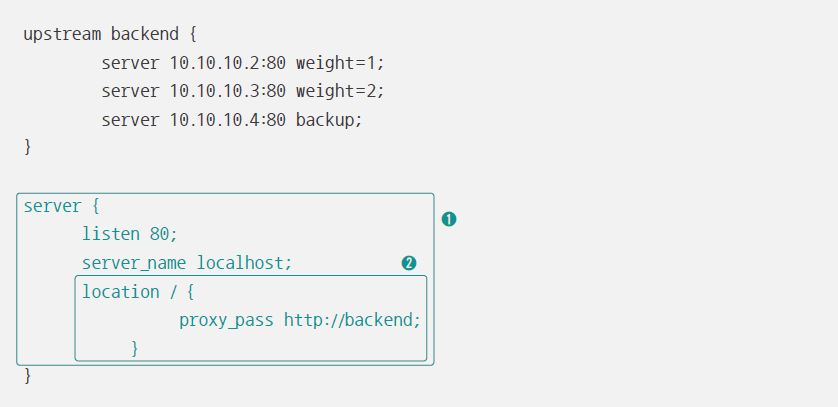 upstream backend {
server 10.10.10.2:80 weight=1;
server 10.10.10.3:80 weight=2;
server 10.10.10.4:80 backup;
}
server {
❶
listen 80;
server_name localhost;
❷
location / {
proxy_pass http://backend;
}
}